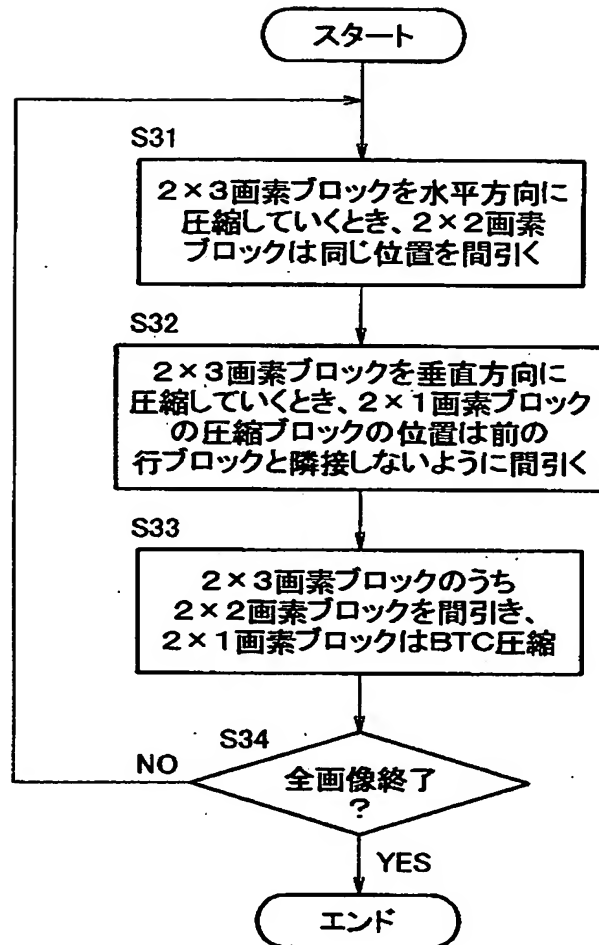 スタート
S31
2×3画素ブロックを水平方向に
圧縮していくとき、2×2画素
ブロックは同じ位置を間引く
S32
2×3画素ブロックを垂直方向に
圧縮していくとき、2×1画素ブロック
の圧縮ブロックの位置は前の
行ブロックと隣接しないように間引く
S33
2×3画素ブロックのうち
2×2画素ブロックを間引き、
2×1画素ブロックはBTC圧縮
S34
NO
全画像終了
?
YES
エンド